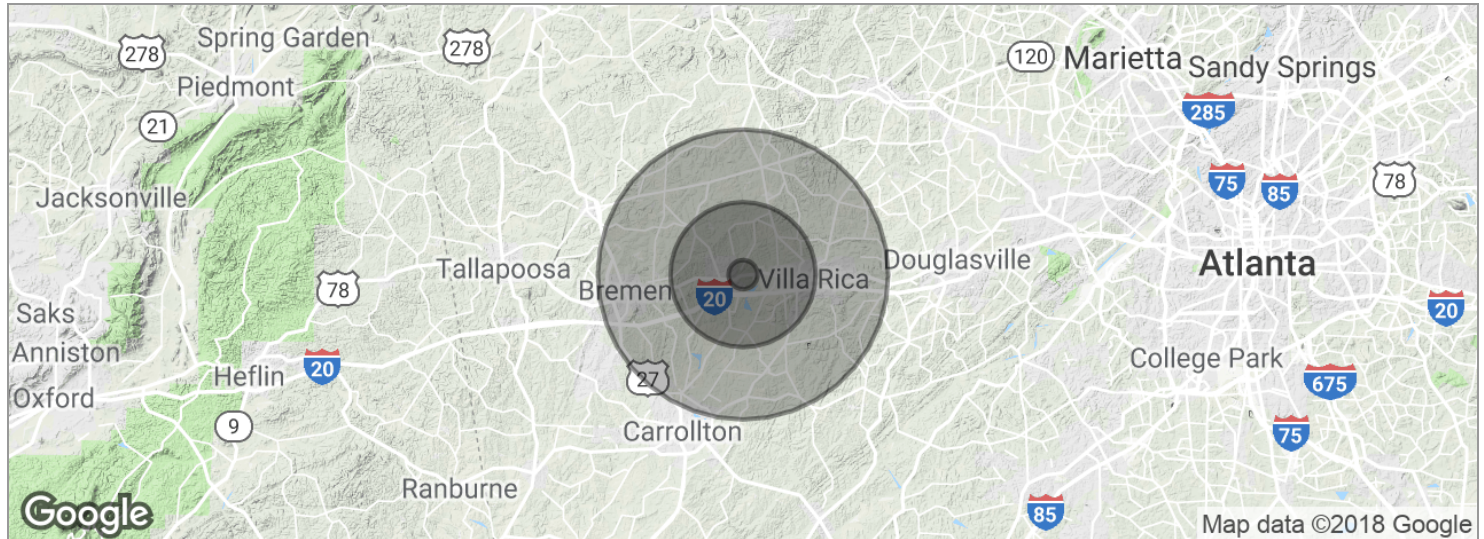 Spring Garden
278
278
120
Marietta
Sandy Springs
Piedmont
285
21
75
85
78
Jacksonville
Tallapoosa
Villa Rica
Douglasville
Atlanta
78
Bremen
20
20
Saks
Anniston
20
Heflin
27
College Park
675
Oxford
9
Carrollton
75
Ranburne
85
Google
Map data ©2018 Google